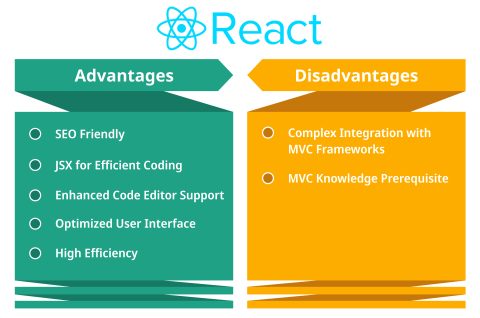 React
Advantages
SEO Friendly
JSX for Efficient Coding
Enhanced Code Editor Support
Optimized User Interface
High Efficiency
Disadvantages
Complex Integration with
MVC Frameworks
MVC Knowledge Prerequisite